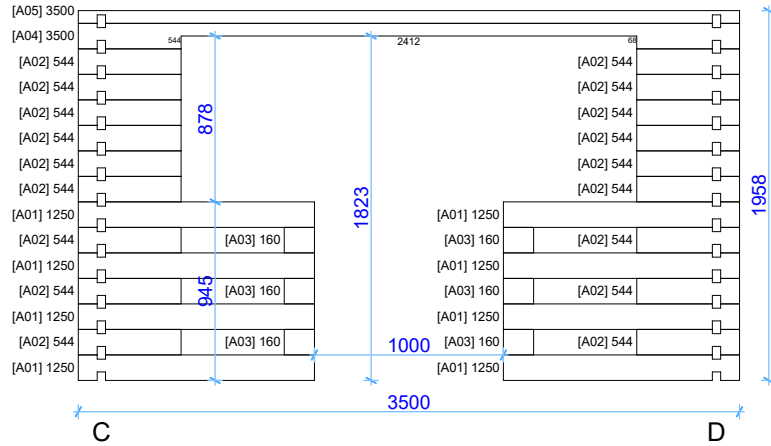 [A05] 3500
[A04] 3500 544 2412 68
[A02] 544 [A02] 544
[A02] 544 [A02] 544
[A02] 544 878 [A02] 544
[A02] 544 [A02] 544
[A02] 544 [A02] 544
[A02] 544 [A02] 544
1823 1958
[A01] 1250 [A01] 1250
[A02] 544 [A03] 160 [A03] 160 [A02] 544
[A01] 1250 [A01] 1250
[A02] 544 945 [A03] 160 [A03] 160 [A02] 544
[A01] 1250 [A01] 1250
[A02] 544 [A03] 160 1000 [A03] 160 [A02] 544
[A01] 1250 [A01] 1250
3500
C D